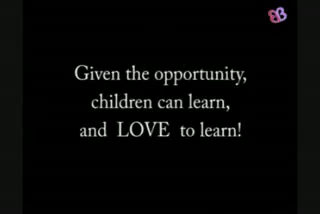 Given the opportunity,
children can learn,
and LOVE to learn!